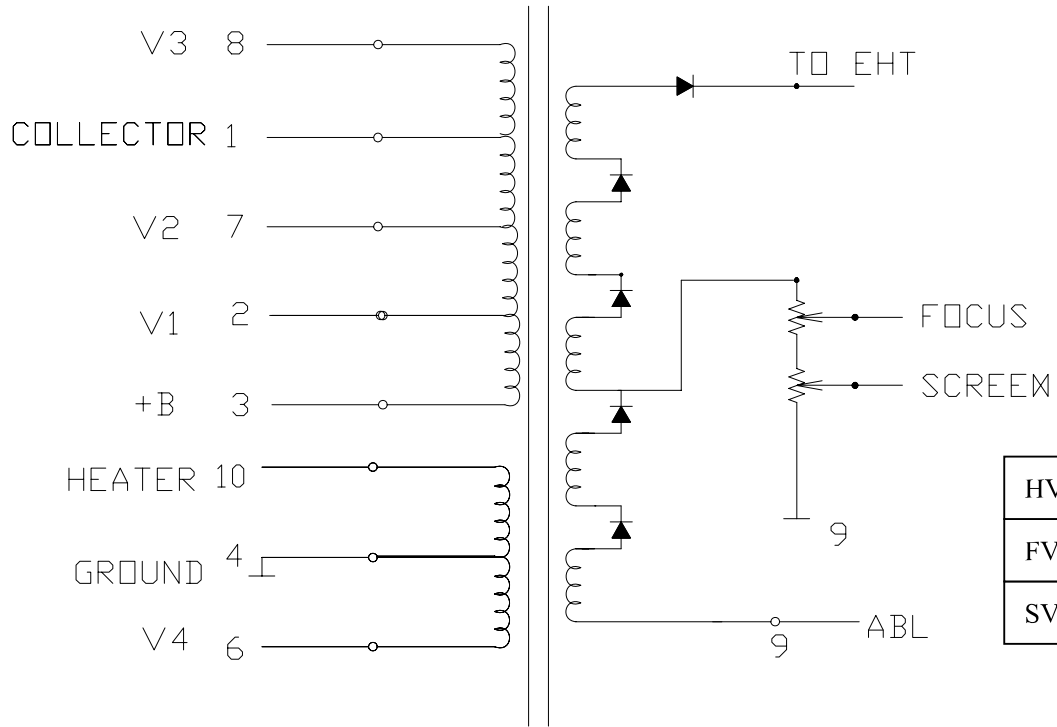 V3 8
COLLECTOR 1
V2 7
V1 2
+B 3
HEATER 10
GROUND 4
V4 6
TO EHT
FOCUS
SCREEN
9
ABL
9
HV
FV
SV